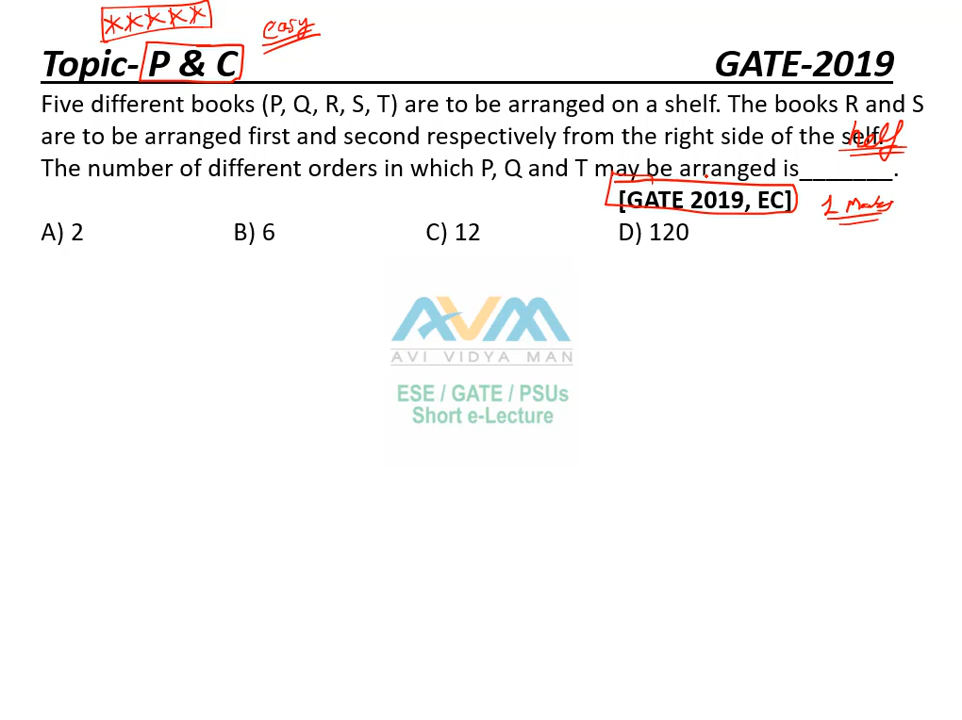 *****
easy
Topic- P & C GATE-2019
Five different books (P, Q, R, S, T) are to be arranged on a shelf. The books R and S
are to be arranged first and second respectively from the right side of the self.
half
The number of different orders in which P, Q and T may be arranged is_______.
[GATE 2019, EC] 1 Marks
A) 2 B) 6 C) 12 D) 120
AVM
AVI VIDYA MAN
ESE / GATE / PSUs
Short e-Lecture